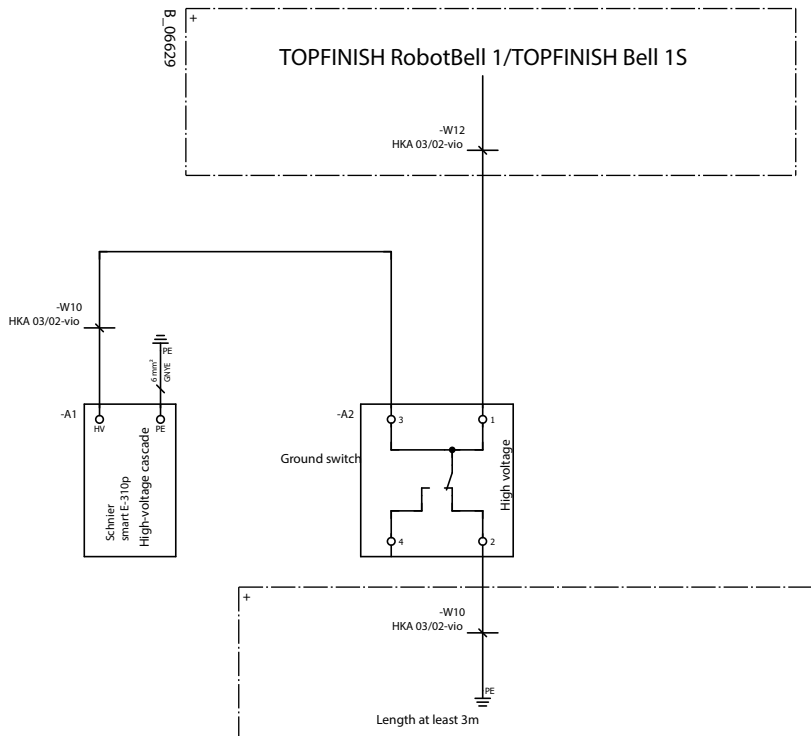 B_06629
+
TOPFINISH RobotBell 1/TOPFINISH Bell 1S
-W12
HKA 03/02-vio
-W10
HKA 03/02-vio
PE
6 mm²
GNYE
-A1
HV
PE
Schnier
smart E-310p
High-voltage cascade
-A2
3
1
Ground switch
High voltage
4
2
+
-W10
HKA 03/02-vio
PE
Length at least 3m